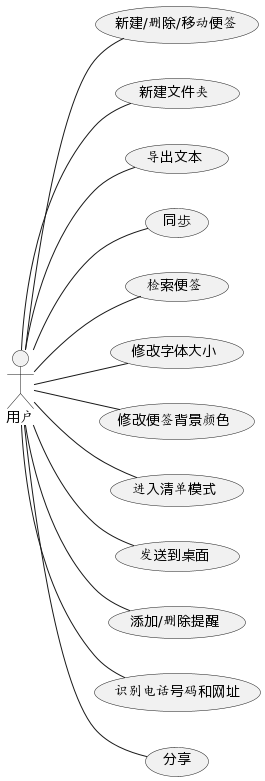 新建/删除/移动便签
新建文件夹
导出文本
同步
检索便签
修改字体大小
用户
修改便签背景颜色
进入清单模式
发送到桌面
添加/删除提醒
识别电话号码和网址
分享